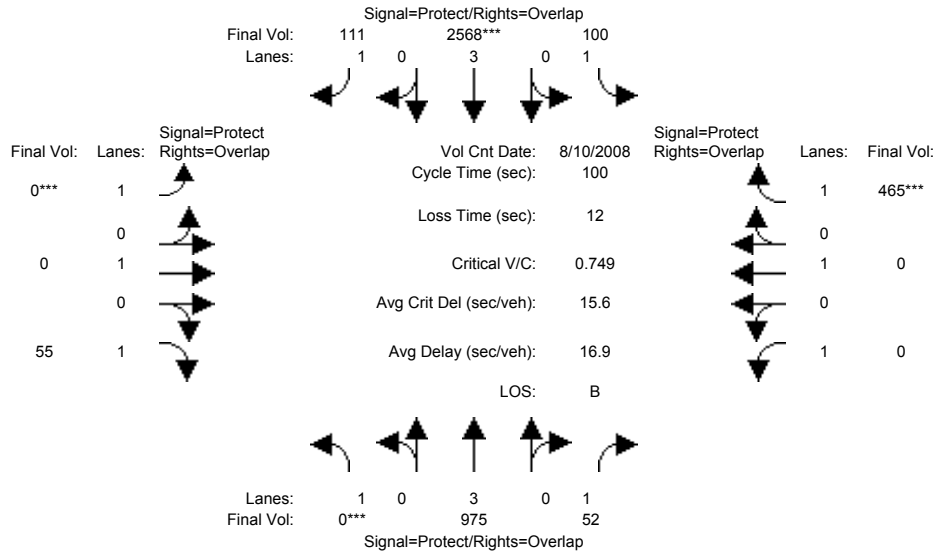 Signal=Protect/Rights=Overlap
Final Vol: 111 2568*** 100
Lanes: 1 0 3 0 1
Signal=Protect Signal=Protect
Final Vol: Lanes: Rights=Overlap Vol Cnt Date: 8/10/2008 Rights=Overlap Lanes: Final Vol:
Cycle Time (sec): 100
0*** 1 1 465***
Loss Time (sec): 12
0 0
0 1 Critical V/C: 0.749 1 0
0 Avg Crit Del (sec/veh): 15.6 0
55 1 Avg Delay (sec/veh): 16.9 1 0
LOS: B
Lanes: 1 0 3 0 1
Final Vol: 0*** 975 52
Signal=Protect/Rights=Overlap